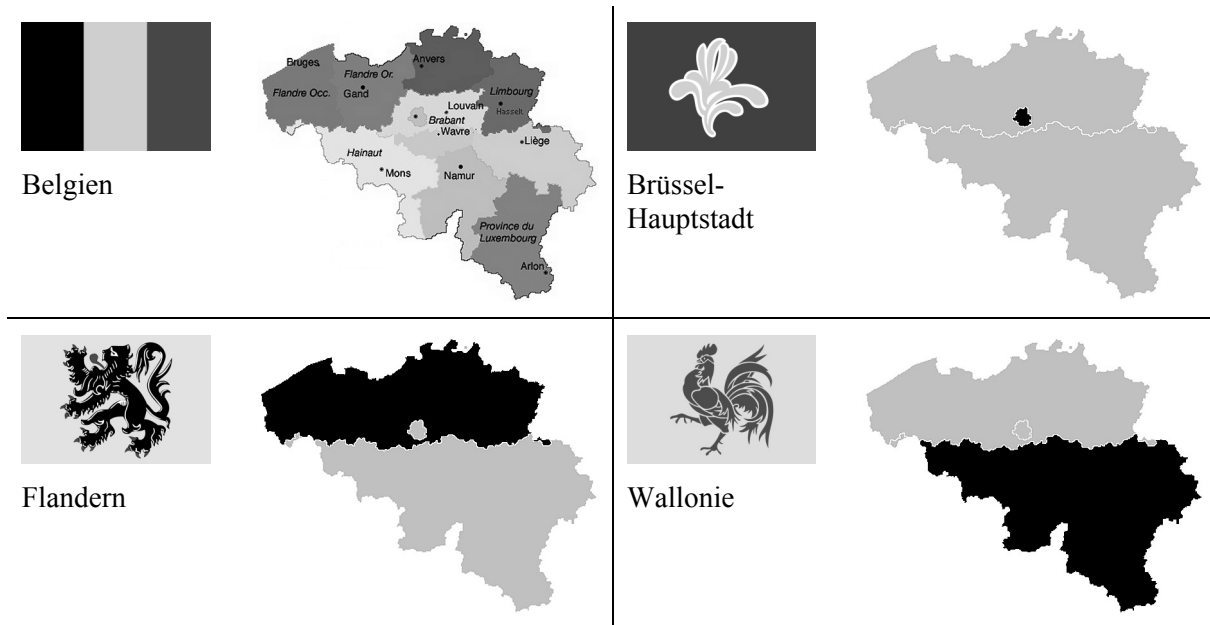 Bruges
Anvers
Flandre Or.
Flandre Occ.
Gand
Limbourg
Hasselt
Louvain
Brabant
Wavre
Liège
Hainaut
Mons
Namur
Province du
Luxembourg
Arlon
Belgien
Brüssel-
Hauptstadt
Flandern
Wallonie